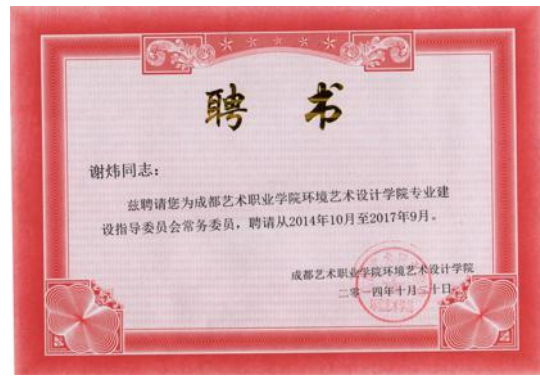 聘 书
谢炜同志：
兹聘请您为成都艺术职业学院环境艺术设计学院专业建
设指导委员会常务委员，聘请从2014年10月至2017年9月。
成都艺术职业学院环境艺术设计学院
二零一四年十月二十日